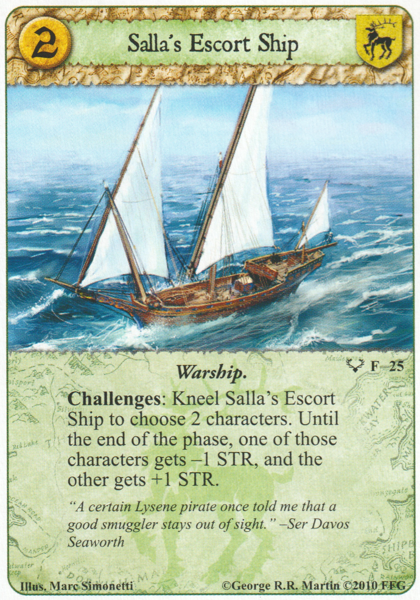 2
Salla's Escort Ship
Warship.
F 25
Challenges: Kneel Salla's Escort
Ship to choose 2 characters. Until
the end of the phase, one of those
characters gets –1 STR, and the
other gets +1 STR.
"A certain Lysene pirate once told me that a
good smuggler stays out of sight." –Ser Davos
Seaworth
Illus. Marc Simonetti
©George R.R. Martin ©2010 FFG